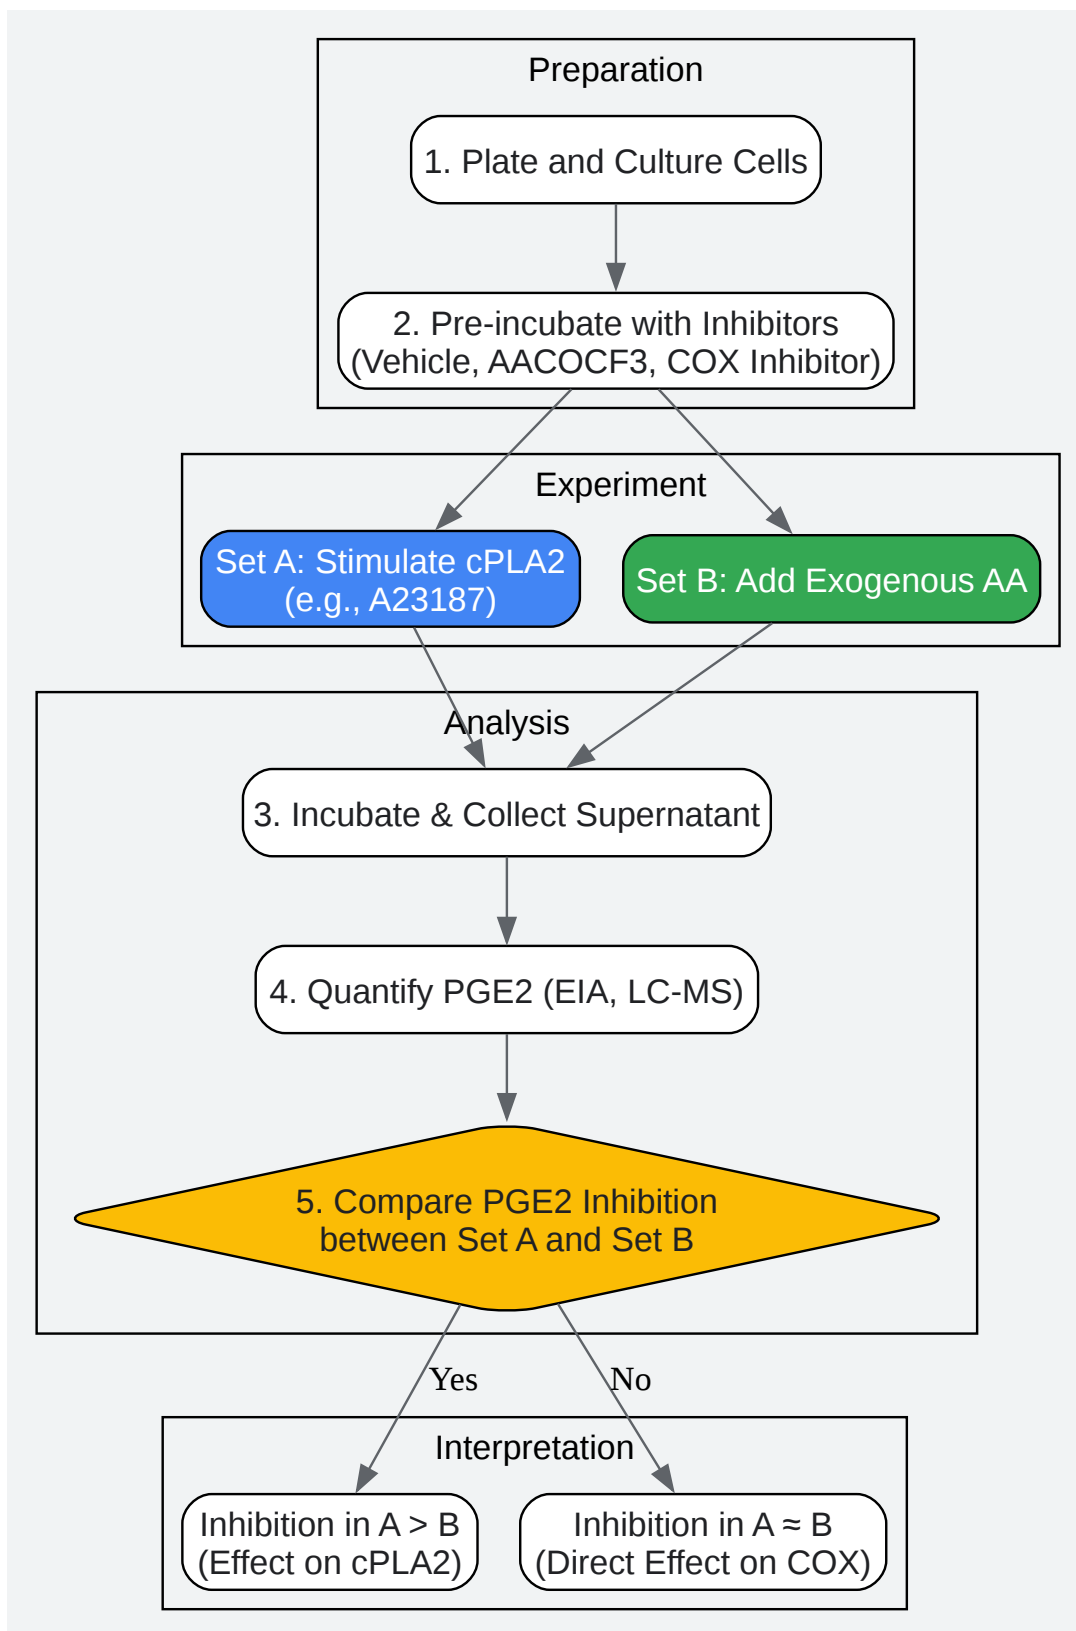 Preparation
1. Plate and Culture Cells
2. Pre-incubate with Inhibitors
(Vehicle, AACOCF3, COX Inhibitor)
Experiment
Set A: Stimulate cPLA2
(e.g., A23187)
Set B: Add Exogenous AA
Analysis
3. Incubate & Collect Supernatant
4. Quantify PGE2 (EIA, LC-MS)
5. Compare PGE2 Inhibition
between Set A and Set B
Yes
No
Interpretation
Inhibition in A > B
(Effect on cPLA2)
Inhibition in A ≈ B
(Direct Effect on COX)